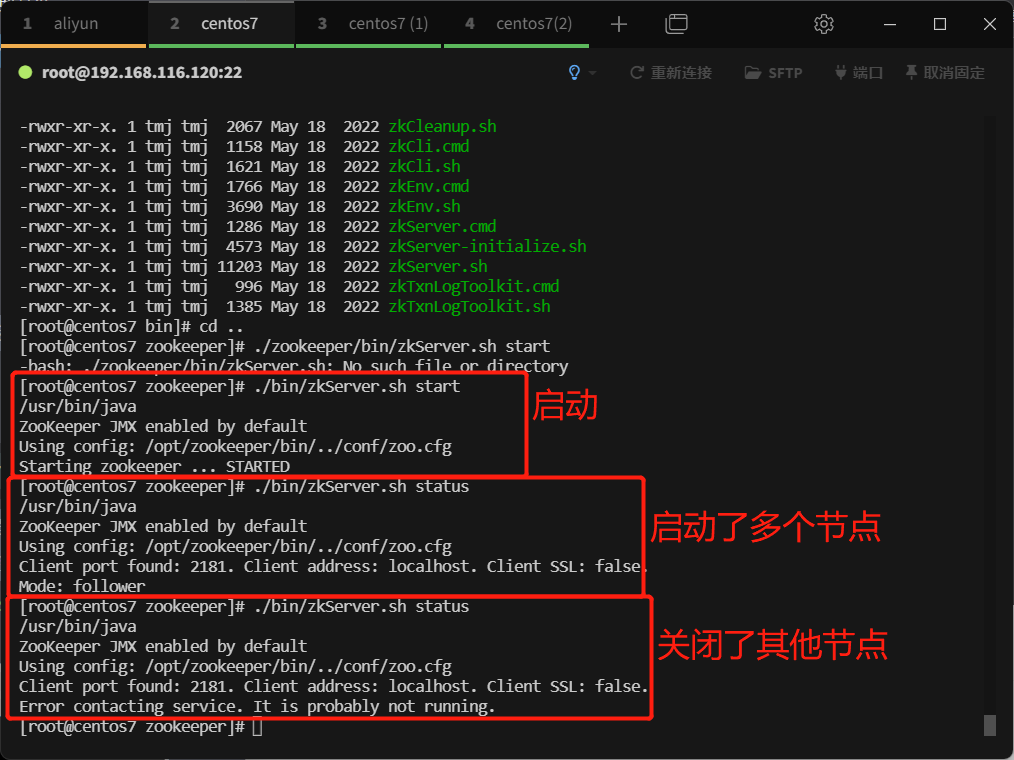 1 aliyun 2 centos7 3 centos7 (1) 4 centos7(2)
root@192.168.116.120:22 重新连接 SFTP 端口 取消固定
-rwxr-xr-x. 1 tmj tmj  2067 May 18  2022 zkCleanup.sh
-rwxr-xr-x. 1 tmj tmj  1158 May 18  2022 zkCli.cmd
-rwxr-xr-x. 1 tmj tmj  1621 May 18  2022 zkCli.sh
-rwxr-xr-x. 1 tmj tmj  1766 May 18  2022 zkEnv.cmd
-rwxr-xr-x. 1 tmj tmj  3690 May 18  2022 zkEnv.sh
-rwxr-xr-x. 1 tmj tmj  1286 May 18  2022 zkServer.cmd
-rwxr-xr-x. 1 tmj tmj  4573 May 18  2022 zkServer-initialize.sh
-rwxr-xr-x. 1 tmj tmj 11203 May 18  2022 zkServer.sh
-rwxr-xr-x. 1 tmj tmj   996 May 18  2022 zkTxnLogToolkit.cmd
-rwxr-xr-x. 1 tmj tmj  1385 May 18  2022 zkTxnLogToolkit.sh
[root@centos7 bin]# cd ..
[root@centos7 zookeeper]# ./zookeeper/bin/zkServer.sh start
-bash: ./zookeeper/bin/zkServer.sh: No such file or directory
[root@centos7 zookeeper]# ./bin/zkServer.sh start
/usr/bin/java
启动
ZooKeeper JMX enabled by default
Using config: /opt/zookeeper/bin/../conf/zoo.cfg
Starting zookeeper ... STARTED
[root@centos7 zookeeper]# ./bin/zkServer.sh status
/usr/bin/java
ZooKeeper JMX enabled by default
启动了多个节点
Using config: /opt/zookeeper/bin/../conf/zoo.cfg
Client port found: 2181. Client address: localhost. Client SSL: false.
Mode: follower
[root@centos7 zookeeper]# ./bin/zkServer.sh status
/usr/bin/java
ZooKeeper JMX enabled by default
关闭了其他节点
Using config: /opt/zookeeper/bin/../conf/zoo.cfg
Client port found: 2181. Client address: localhost. Client SSL: false.
Error contacting service. It is probably not running.
[root@centos7 zookeeper]#